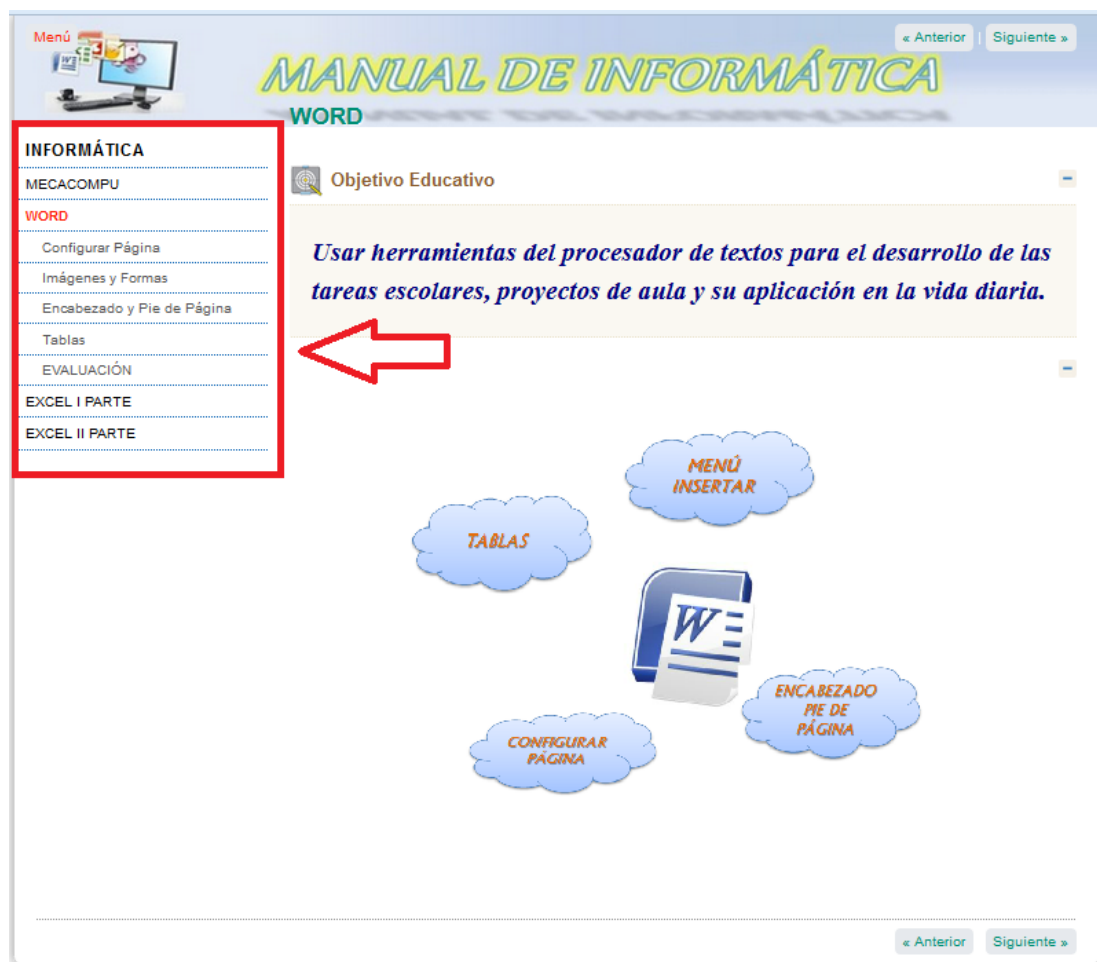 Menú
« Anterior | Siguiente »
MANUAL DE INFORMÁTICA
WORD
INFORMÁTICA
MECACOMPU
WORD
Configurar Página
Imágenes y Formas
Encabezado y Pie de Página
Tablas
EVALUACIÓN
EXCEL I PARTE
EXCEL II PARTE
Objetivo Educativo
Usar herramientas del procesador de textos para el desarrollo de las
tareas escolares, proyectos de aula y su aplicación en la vida diaria.
MENÚ
INSERTAR
TABLAS
W
ENCABEZADO
PIE DE
PÁGINA
CONFIGURAR
PÁGINA
« Anterior Siguiente »